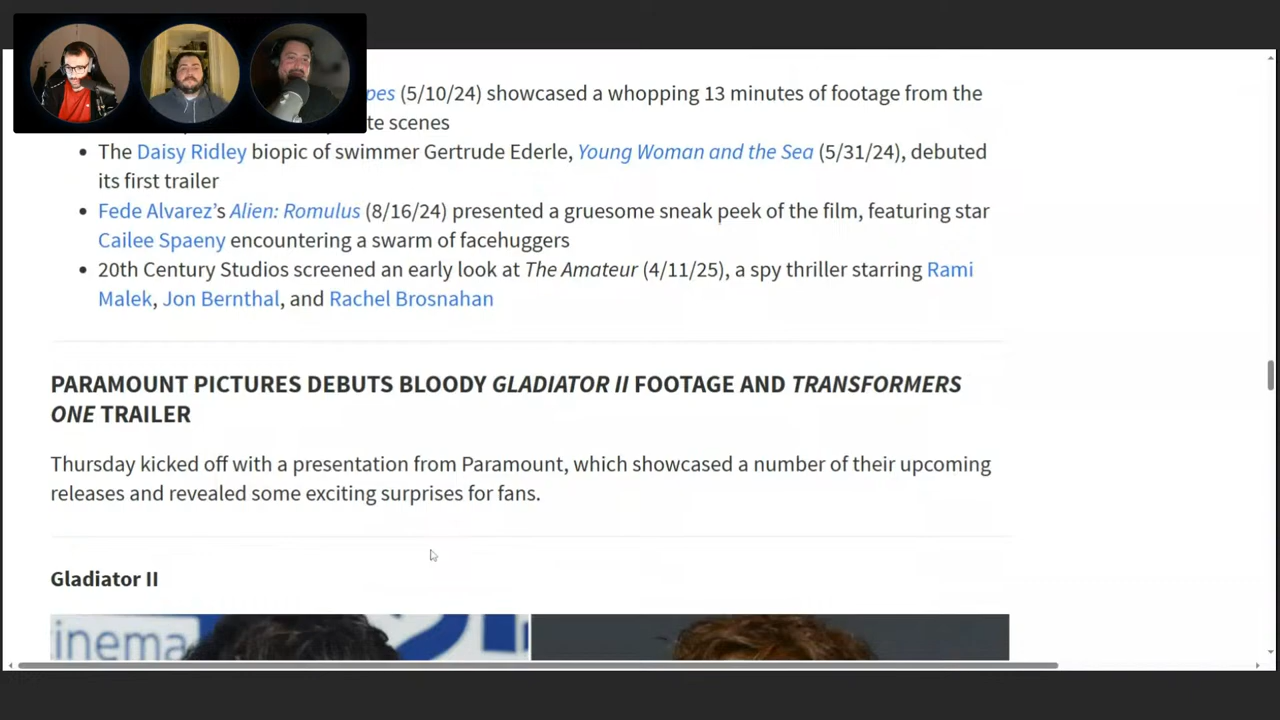 pes (5/10/24) showcased a whopping 13 minutes of footage from the
te scenes
• The Daisy Ridley biopic of swimmer Gertrude Ederle, Young Woman and the Sea (5/31/24), debuted
its first trailer
• Fede Alvarez’s Alien: Romulus (8/16/24) presented a gruesome sneak peek of the film, featuring star
Cailee Spaeny encountering a swarm of facehuggers
• 20th Century Studios screened an early look at The Amateur (4/11/25), a spy thriller starring Rami
Malek, Jon Bernthal, and Rachel Brosnahan
PARAMOUNT PICTURES DEBUTS BLOODY GLADIATOR II FOOTAGE AND TRANSFORMERS
ONE TRAILER
Thursday kicked off with a presentation from Paramount, which showcased a number of their upcoming
releases and revealed some exciting surprises for fans.
Gladiator II
inema